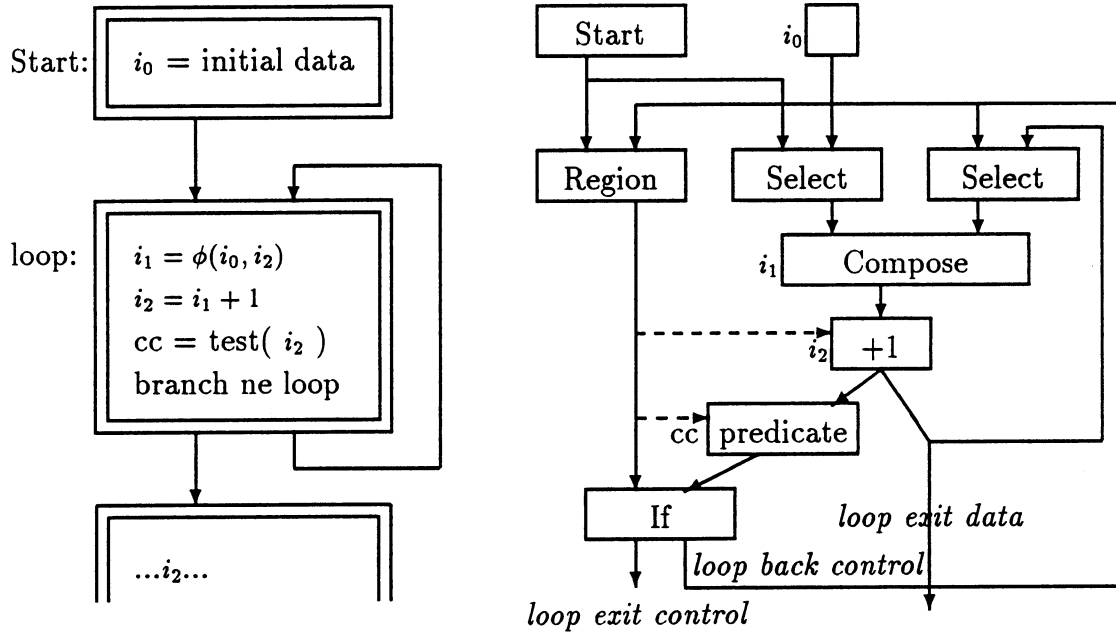 Start:
i₀ = initial data
loop:
i₁ = ϕ(i₀, i₂)
i₂ = i₁ + 1
cc = test( i₂ )
branch ne loop
...i₂...
Start
i₀
Region
Select
Select
i₁
Compose
i₂
+1
cc
predicate
If
loop exit data
loop back control
loop exit control